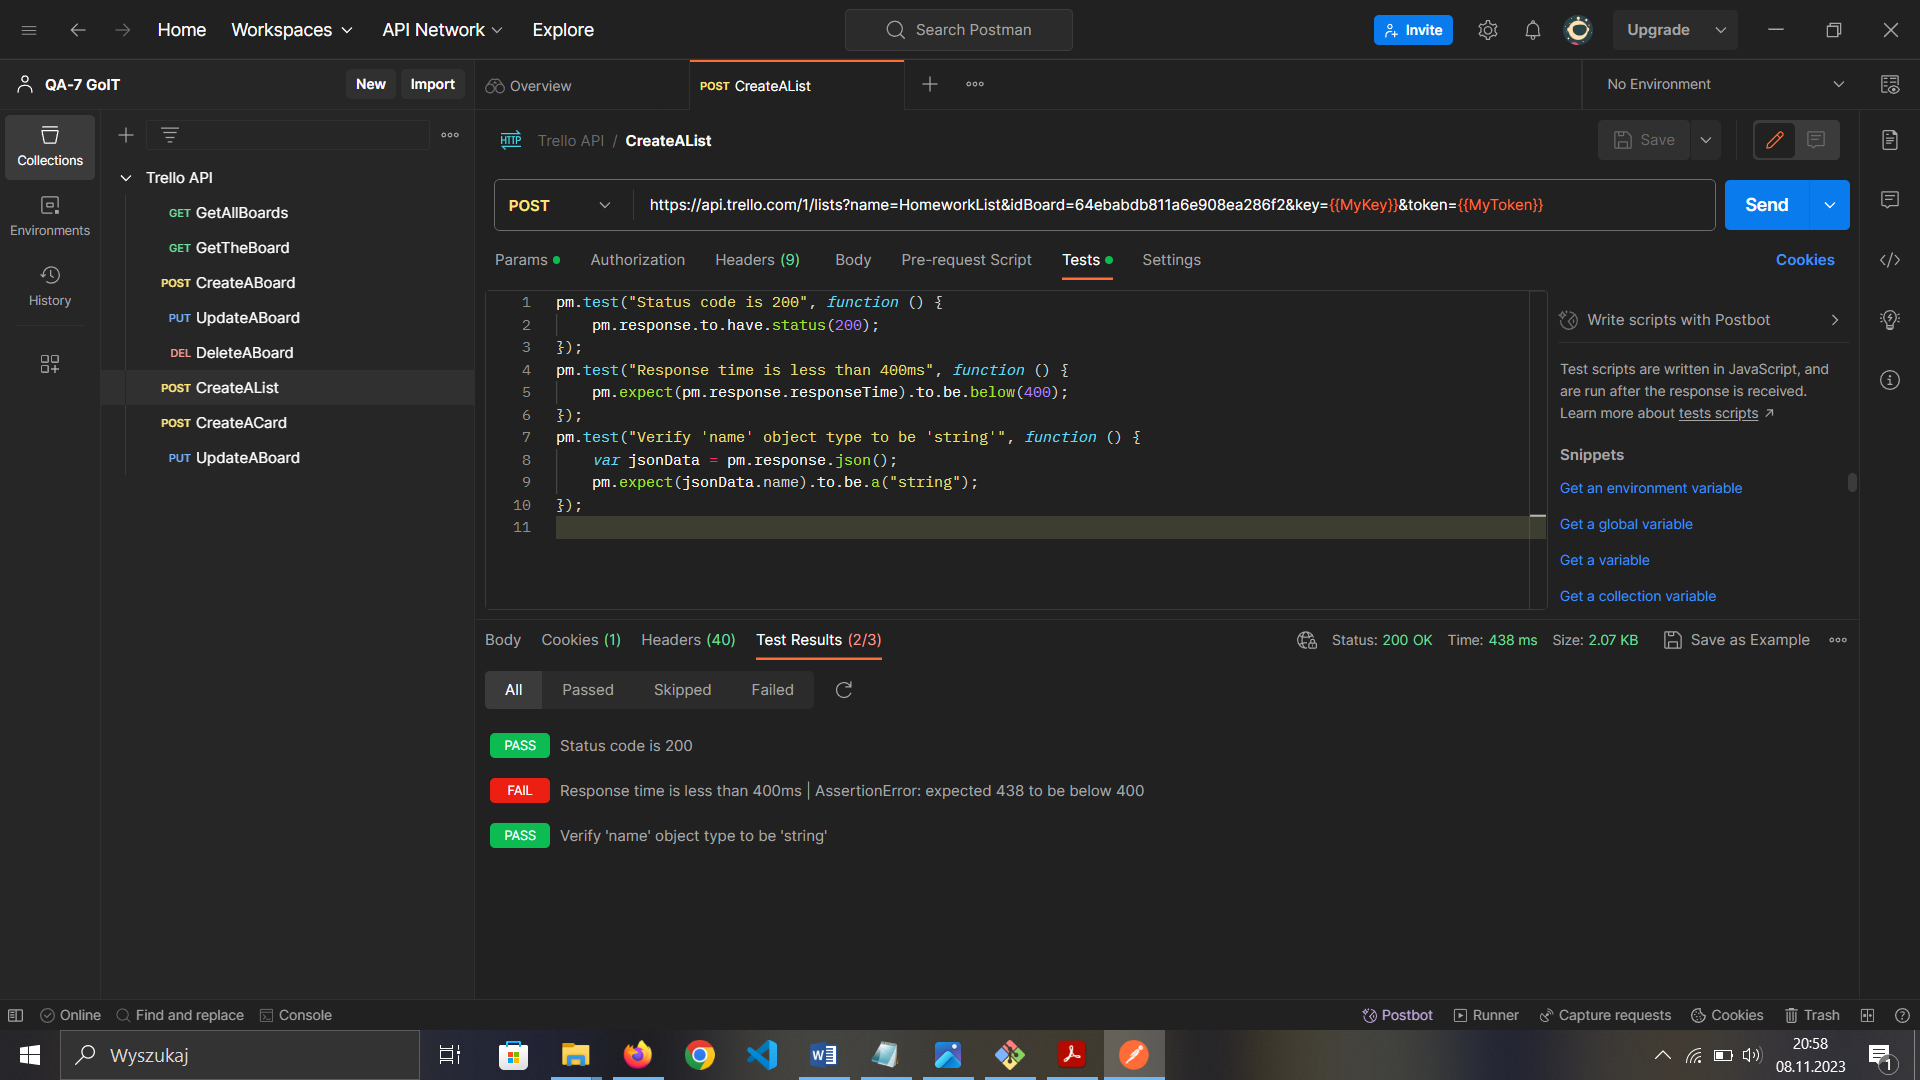 Home Workspaces API Network Explore
Search Postman
Invite
Upgrade
QA-7 GoIT
New Import
Overview
POST CreateAList
No Environment
Collections
Environments
History
Trello API
GET GetAllBoards
GET GetTheBoard
POST CreateABoard
PUT UpdateABoard
DEL DeleteABoard
POST CreateAList
POST CreateACard
PUT UpdateABoard
HTTP Trello API / CreateAList
Save
POST
https://api.trello.com/1/lists?name=HomeworkList&idBoard=64ebabdb811a6e908ea286f2&key={{MyKey}}&token={{MyToken}}
Send
Params Authorization Headers (9) Body Pre-request Script Tests Settings
Cookies
1 pm.test("Status code is 200", function () {
2 pm.response.to.have.status(200);
3 });
4 pm.test("Response time is less than 400ms", function () {
5 pm.expect(pm.response.responseTime).to.be.below(400);
6 });
7 pm.test("Verify 'name' object type to be 'string'", function () {
8 var jsonData = pm.response.json();
9 pm.expect(jsonData.name).to.be.a("string");
10 });
11
Write scripts with Postbot
Test scripts are written in JavaScript, and
are run after the response is received.
Learn more about tests scripts
Snippets
Get an environment variable
Get a global variable
Get a variable
Get a collection variable
Body Cookies (1) Headers (40) Test Results (2/3)
Status: 200 OK Time: 438 ms Size: 2.07 KB
Save as Example
All Passed Skipped Failed
PASS Status code is 200
FAIL Response time is less than 400ms | AssertionError: expected 438 to be below 400
PASS Verify 'name' object type to be 'string'
Online Find and replace Console
Postbot Runner Capture requests Cookies Trash
Wyszukaj
20:58
08.11.2023
1